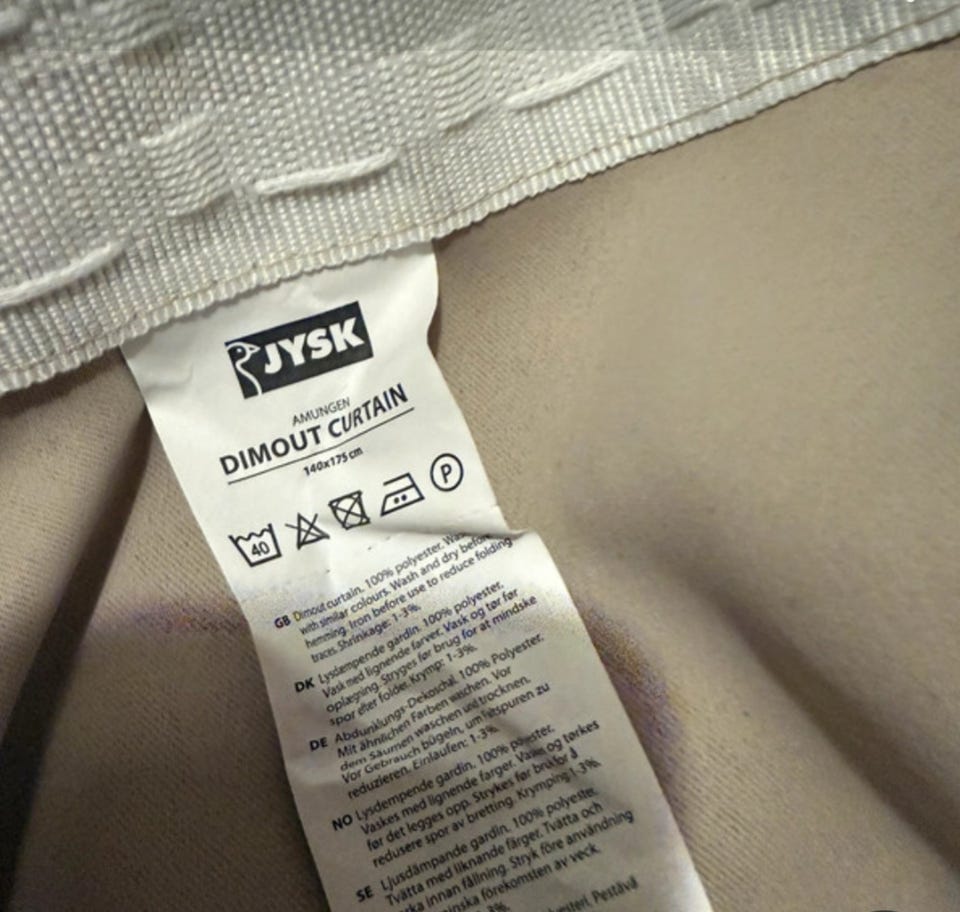 JYSK
AMUNGEN
DIMOUT CURTAIN
140x175 cm
40
P
GB Dimout curtain. 100% polyester.
with similar colours. Wash and dry before
hemming. Iron before use to reduce folding
traces. Shrinkage: 1-3%.
DK Lysdæmpende gardin. 100% polyester.
Vask med lignende farver. Vask og tør før
oplægning. Stryges før brug for at mindske
spor efter folder. Krymp: 1-3%.
DE Abdunklungs-Dekoschal. 100% Polyester.
Mit ähnlichen Farben waschen. Vor
dem Säumen waschen und trocknen.
Vor Gebrauch bügeln, um Faltspuren zu
reduzieren. Einlaufen: 1-3%.
NO Lysdempende gardin. 100% polyester.
Vaskes med lignende farger. Vaskes og tørkes
før det legges opp. Strykes før bruk for å
redusere spor av bretting. Krymping: 1-3%.
SE Ljusdämpande gardin. 100% polyester.
Tvätta med liknande färger. Tvätta och
innan fållning. Stryk före användning
förekomsten av veck.
3%.
Pestävä